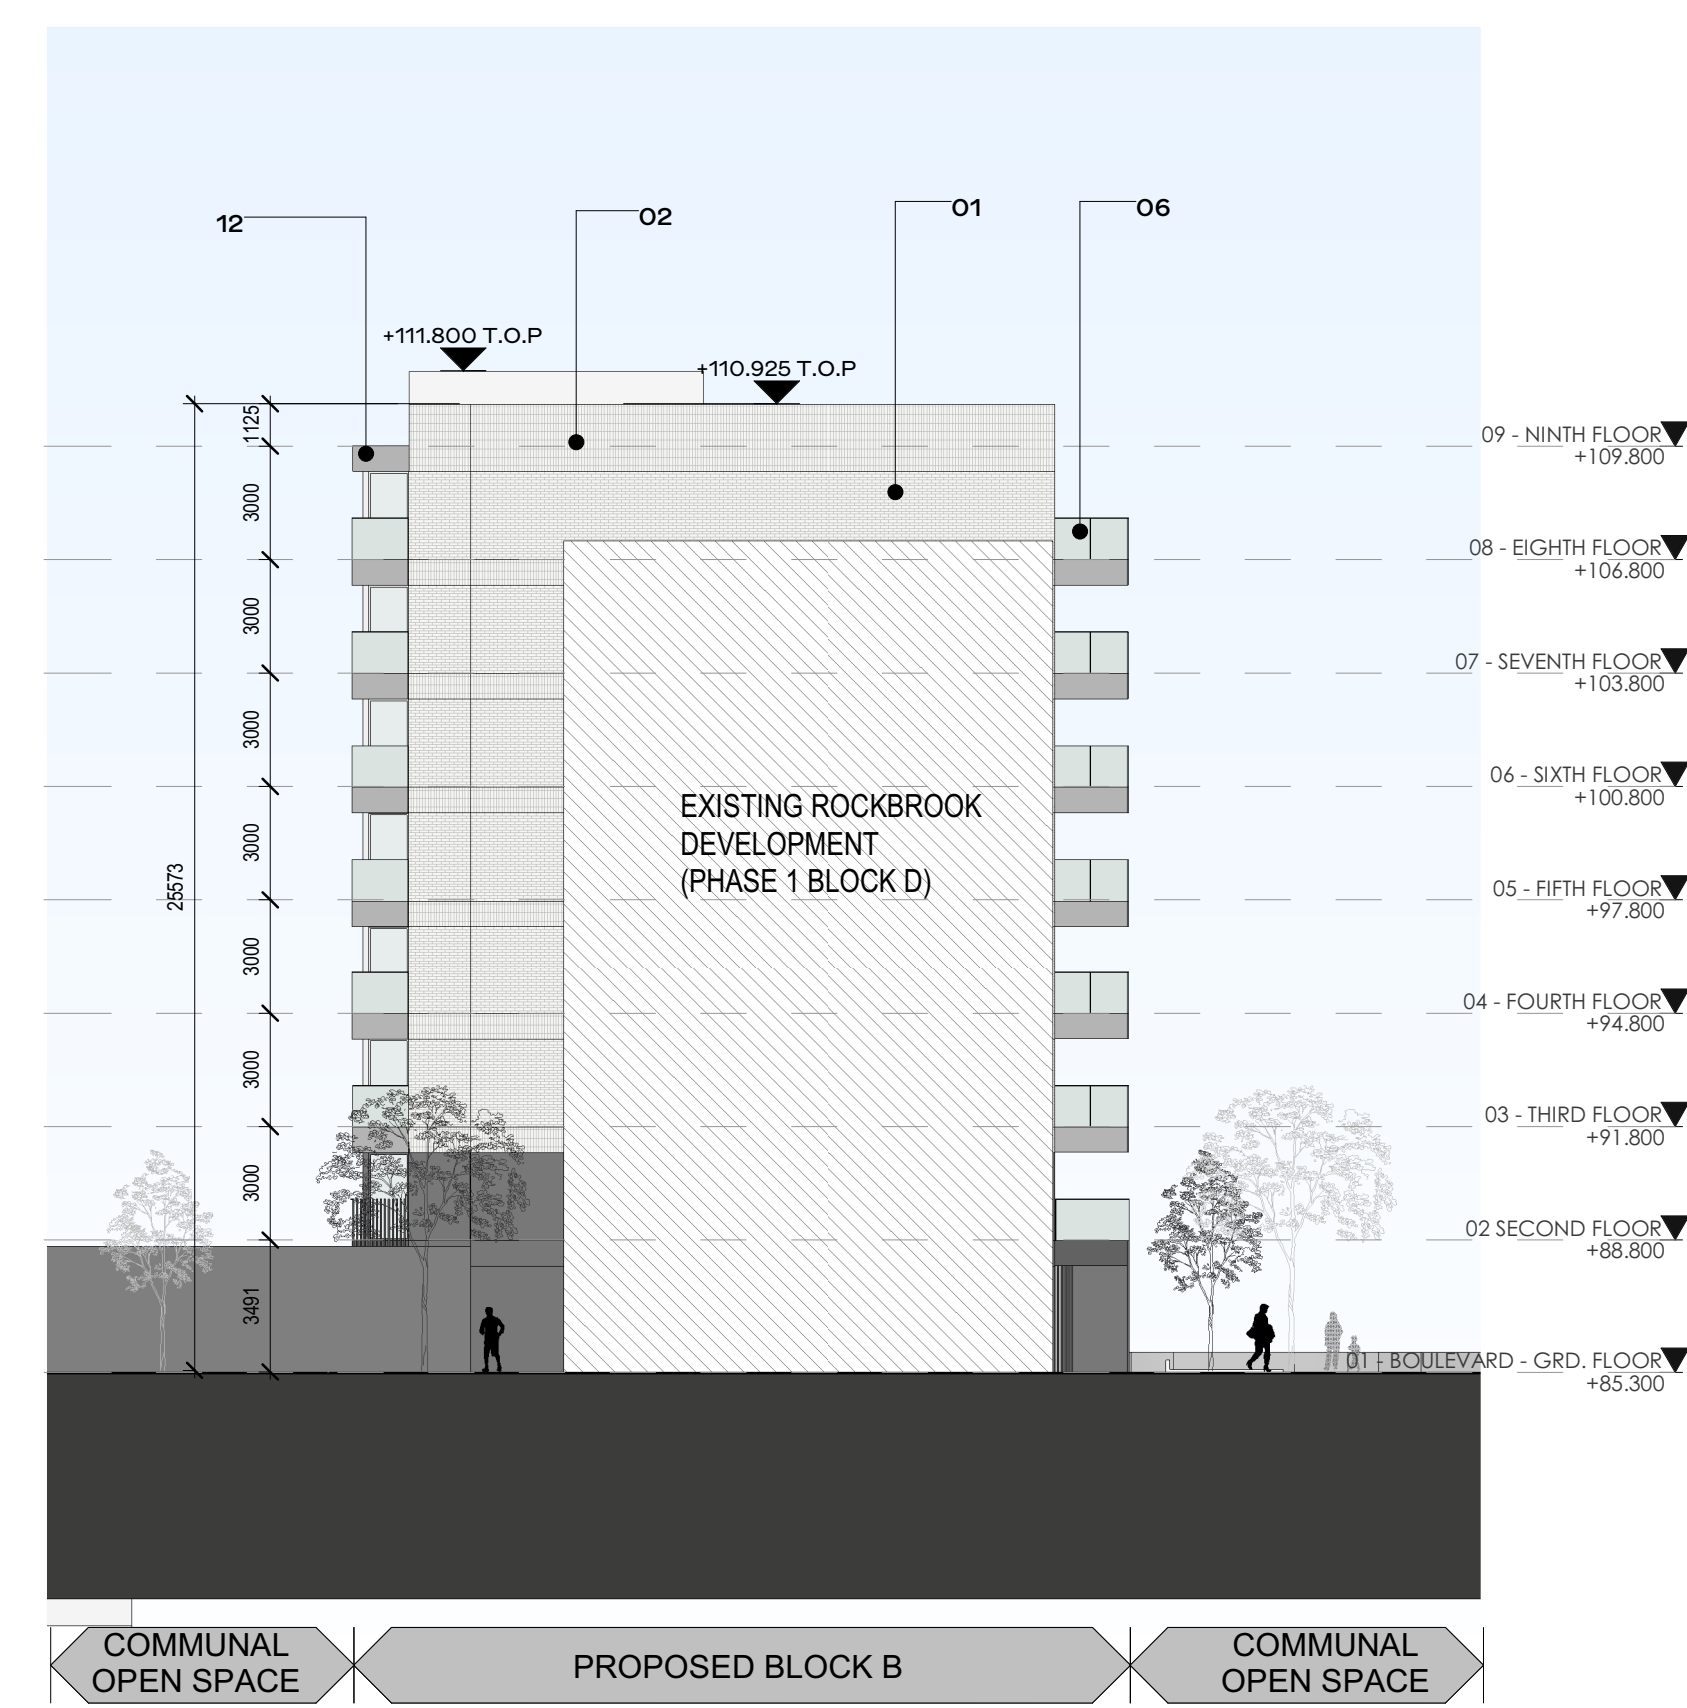 12
02
01
06
+111.800 T.O.P
+110.925 T.O.P
1125
3000
3000
3000
3000
3000
3000
3000
3491
25573
EXISTING ROCKBROOK
DEVELOPMENT
(PHASE 1 BLOCK D)
09 - NINTH FLOOR
+109.800
08 - EIGHTH FLOOR
+106.800
07 - SEVENTH FLOOR
+103.800
06 - SIXTH FLOOR
+100.800
05 - FIFTH FLOOR
+97.800
04 - FOURTH FLOOR
+94.800
03 - THIRD FLOOR
+91.800
02 SECOND FLOOR
+88.800
01 - BOULEVARD - GRD. FLOOR
+85.300
COMMUNAL
OPEN SPACE
PROPOSED BLOCK B
COMMUNAL
OPEN SPACE